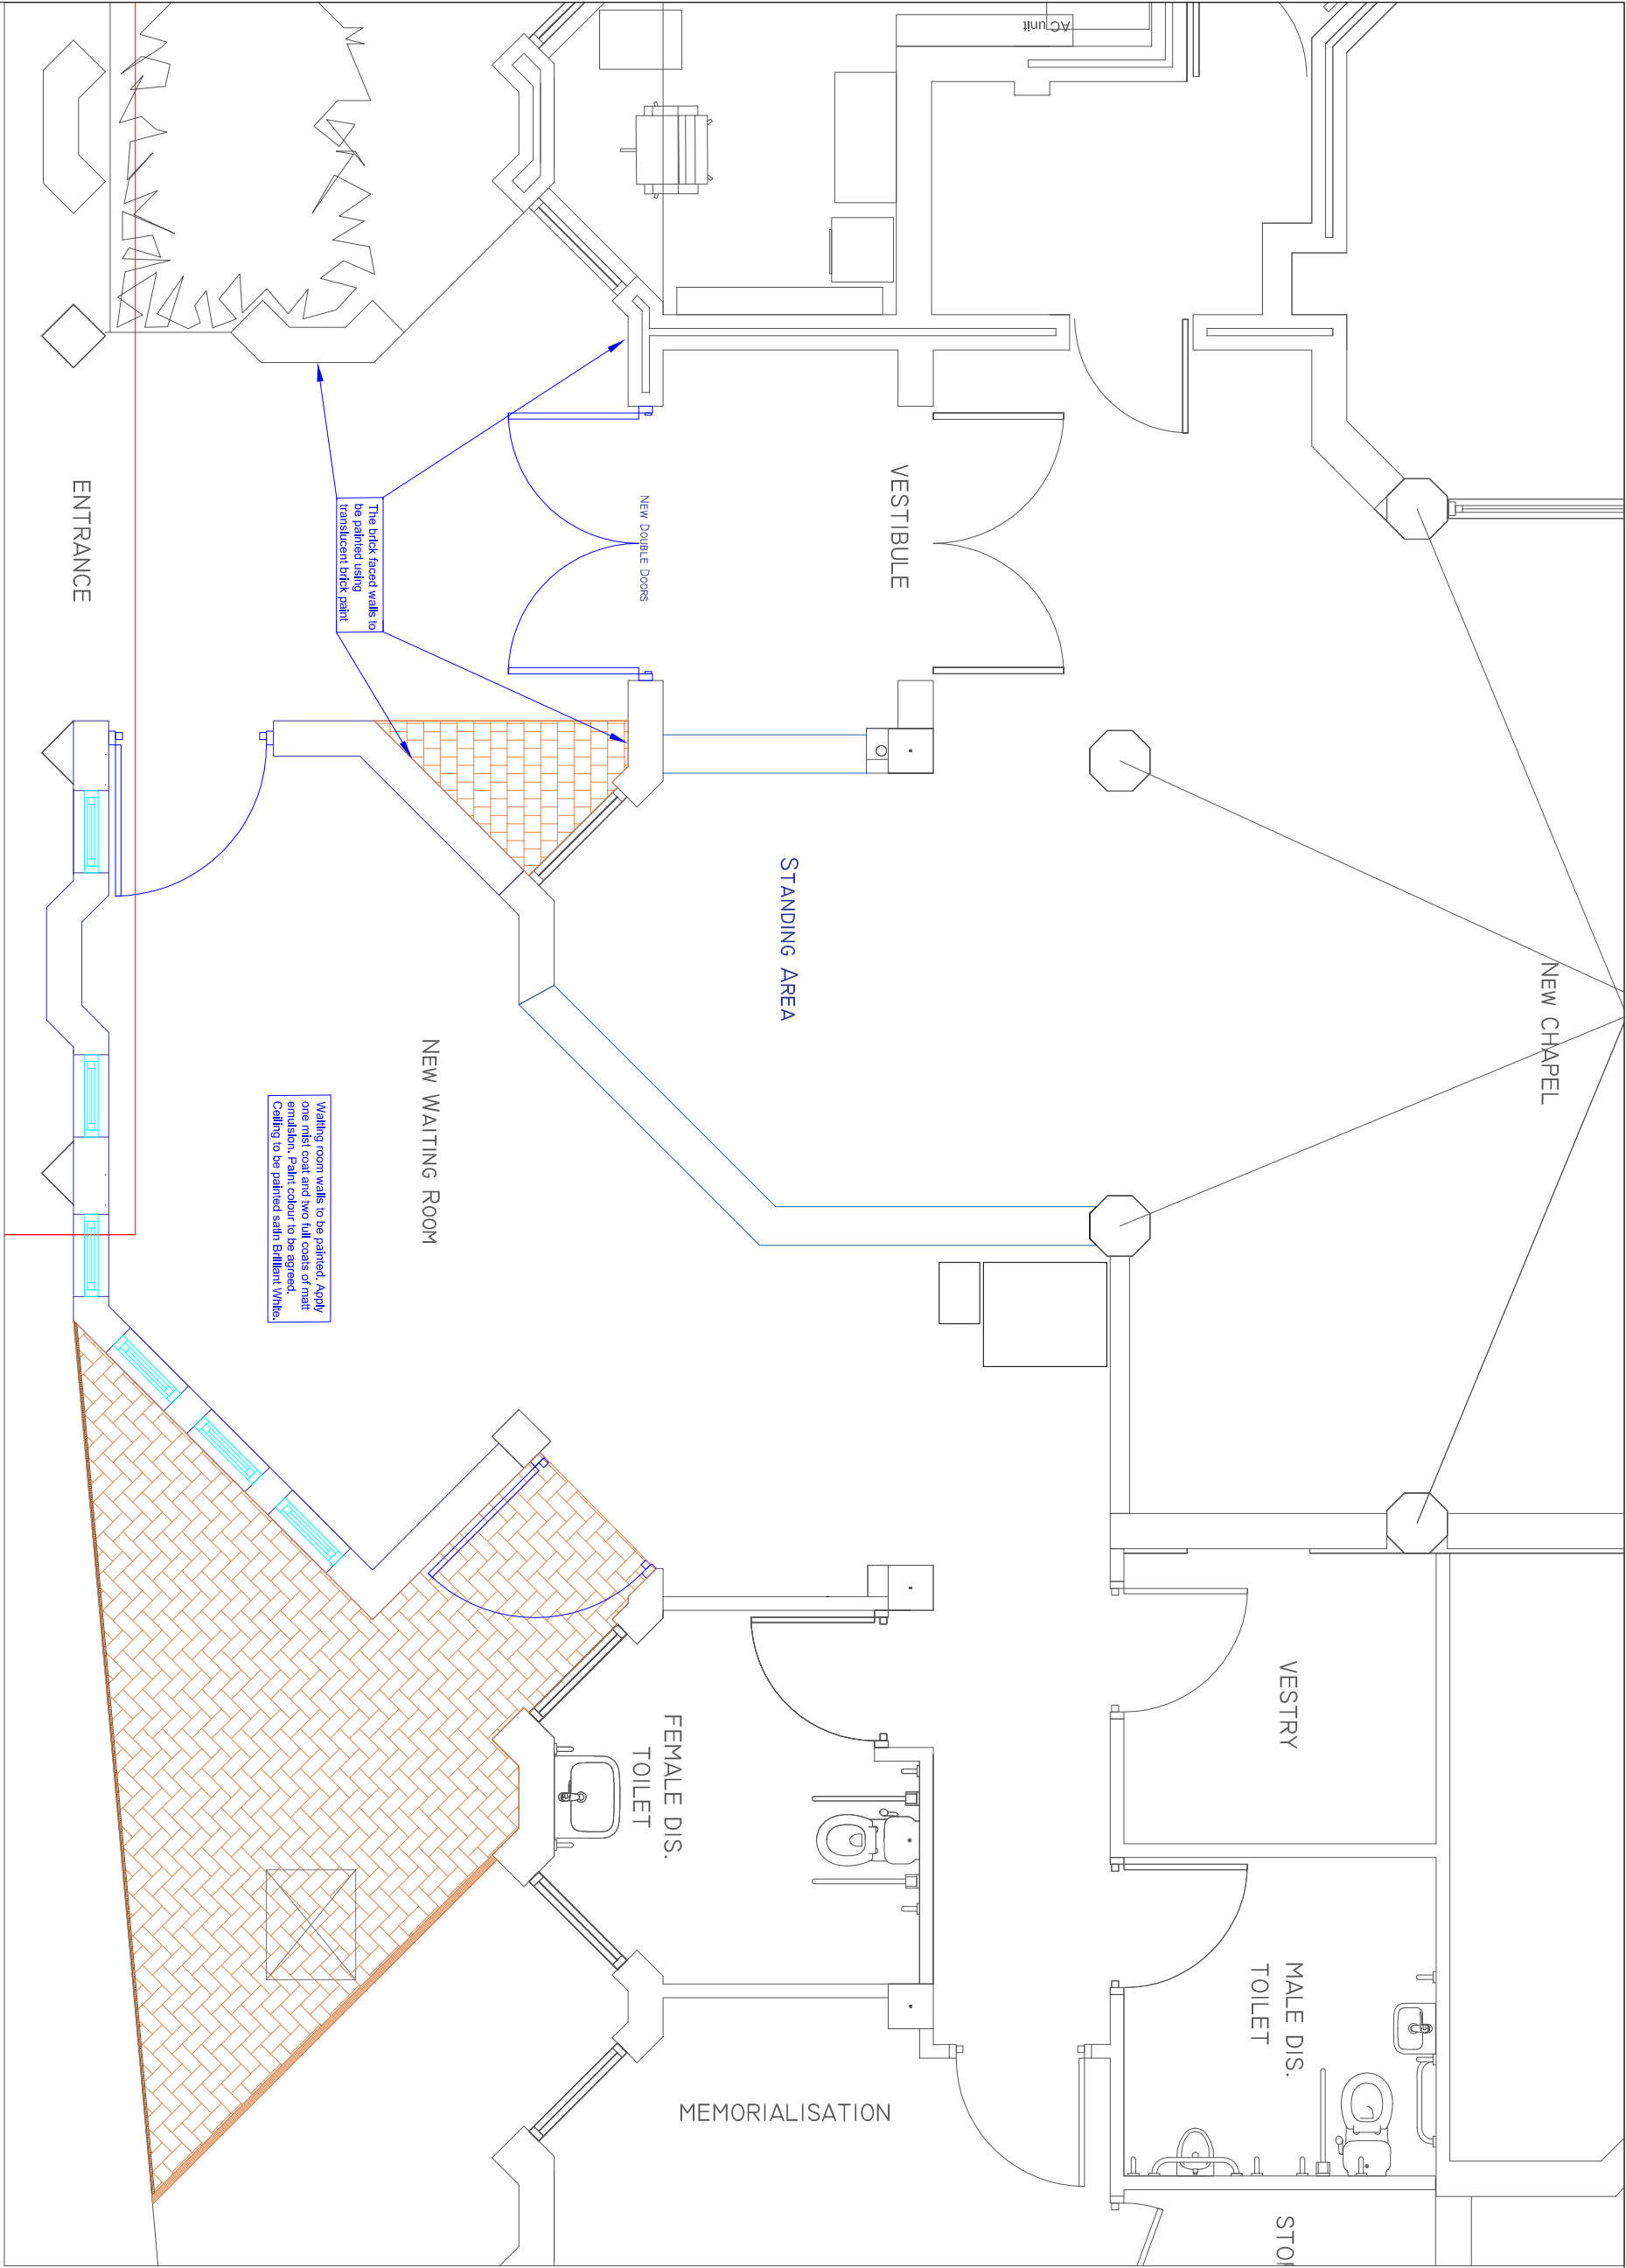 AC unit
NEW CHAPEL
VESTIBULE
STANDING AREA
NEW DOUBLE DOORS
The brick faced walls to
be painted using
translucent brick paint
ENTRANCE
NEW WAITING ROOM
Waiting room walls to be painted. Apply
one mist coat and two full coats of matt
emulsion. Paint colour to be agreed.
Ceiling to be painted satin Brilliant White.
VESTRY
FEMALE DIS.
TOILET
MALE DIS.
TOILET
MEMORIALISATION